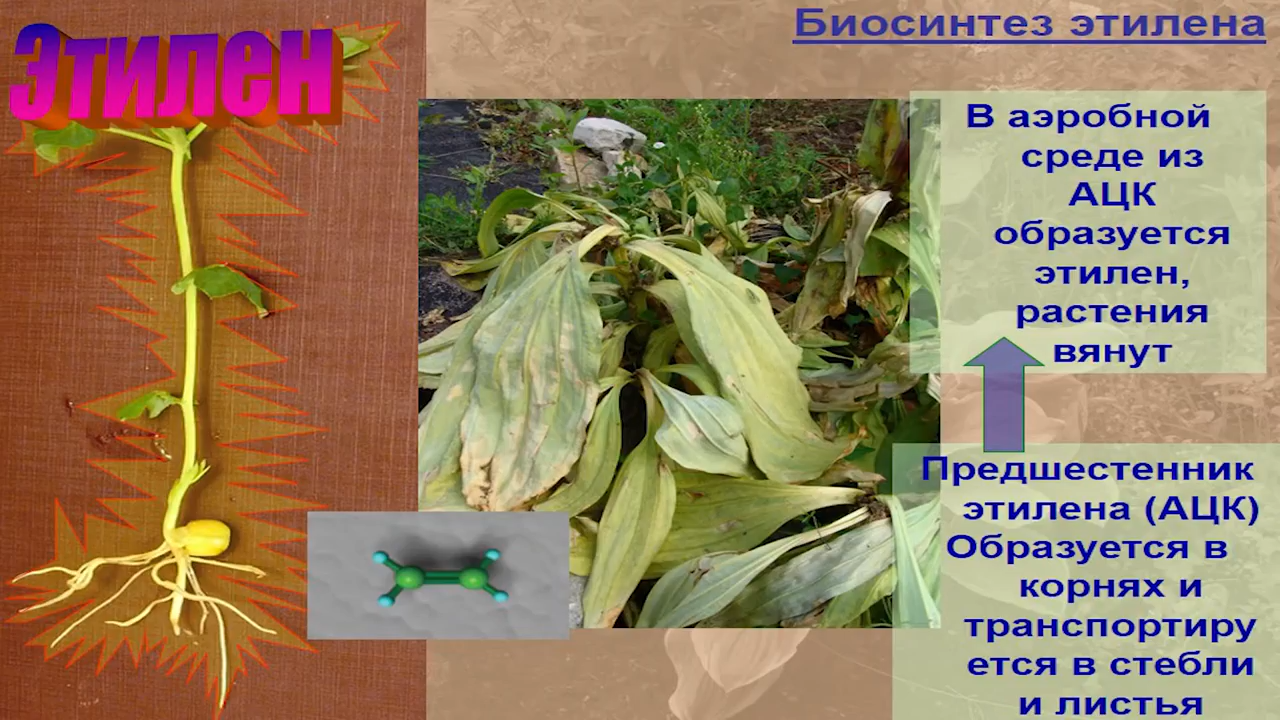 Этилен
Биосинтез этилена
В аэробной
среде из
АЦК
образуется
этилен,
растения
вянут
Предшестенник
этилена (АЦК)
Образуется в
корнях и
транспортиру
ется в стебли
и листья